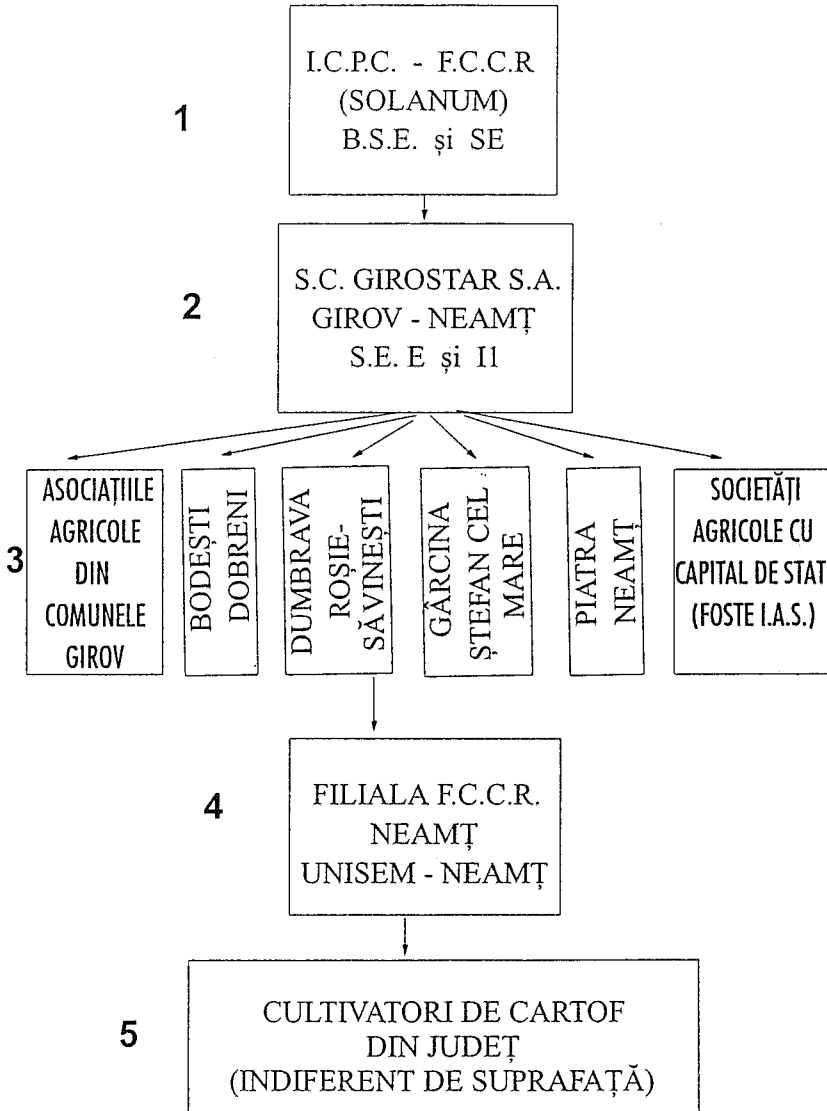 1
I.C.P.C. - F.C.C.R
(SOLANUM)
B.S.E. și SE
2
S.C. GIROSTAR S.A.
GIROV - NEAMȚ
S.E. E și I1
3
ASOCIAȚIILE
AGRICOLE
DIN
COMUNELE
GIROV
BODEȘTI
DOBRENI
DUMBRAVA
ROȘIE-
SĂVINEȘTI
GÂRCINA
ȘTEFAN CEL
MARE
PIATRA
NEAMȚ
SOCIETĂȚI
AGRICOLE CU
CAPITAL DE STAT
(FOSTE I.A.S.)
4
FILIALA F.C.C.R.
NEAMȚ
UNISEM - NEAMȚ
5
CULTIVATORI DE CARTOF
DIN JUDEȚ
(INDIFERENT DE SUPRAFAȚĂ)